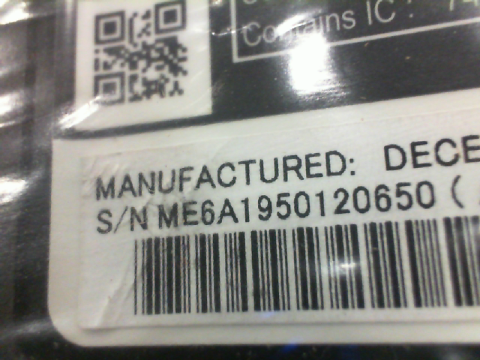 Contains IC :
MANUFACTURED: DECE
S/N ME6A1950120650 (